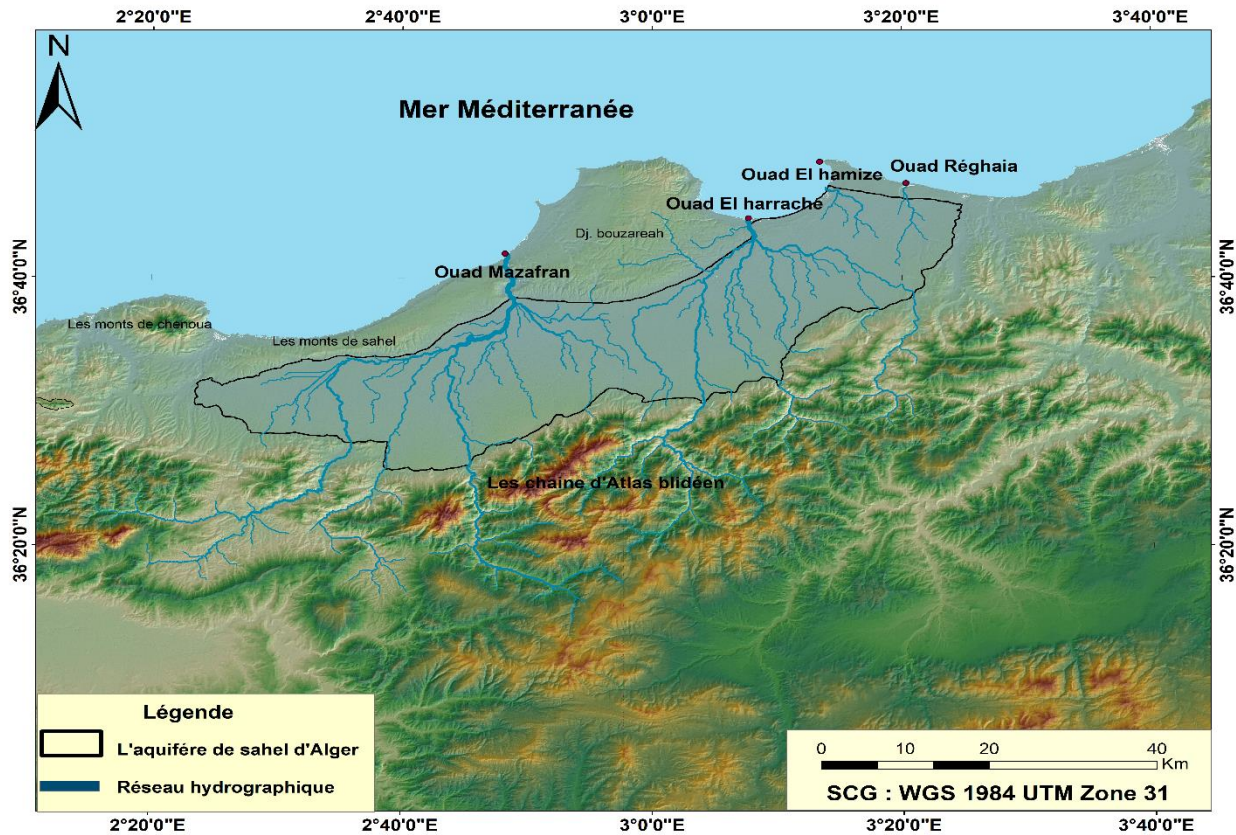 2°20'0"E 2°40'0"E 3°0'0"E 3°20'0"E 3°40'0"E
N
Mer Méditerranée
Ouad El hamize
Ouad Réghaia
Ouad El harrache
Dj. bouzareah
Ouad Mazafran
36°40'0"N
36°40'0"N
Les monts de chenoua
Les monts de sahel
Les chaine d'Atlas blidéen
36°20'0"N
36°20'0"N
Légende
L'aquifére de sahel d'Alger
Réseau hydrographique
0 10 20 40
Km
SCG : WGS 1984 UTM Zone 31
2°20'0"E 2°40'0"E 3°0'0"E 3°20'0"E 3°40'0"E